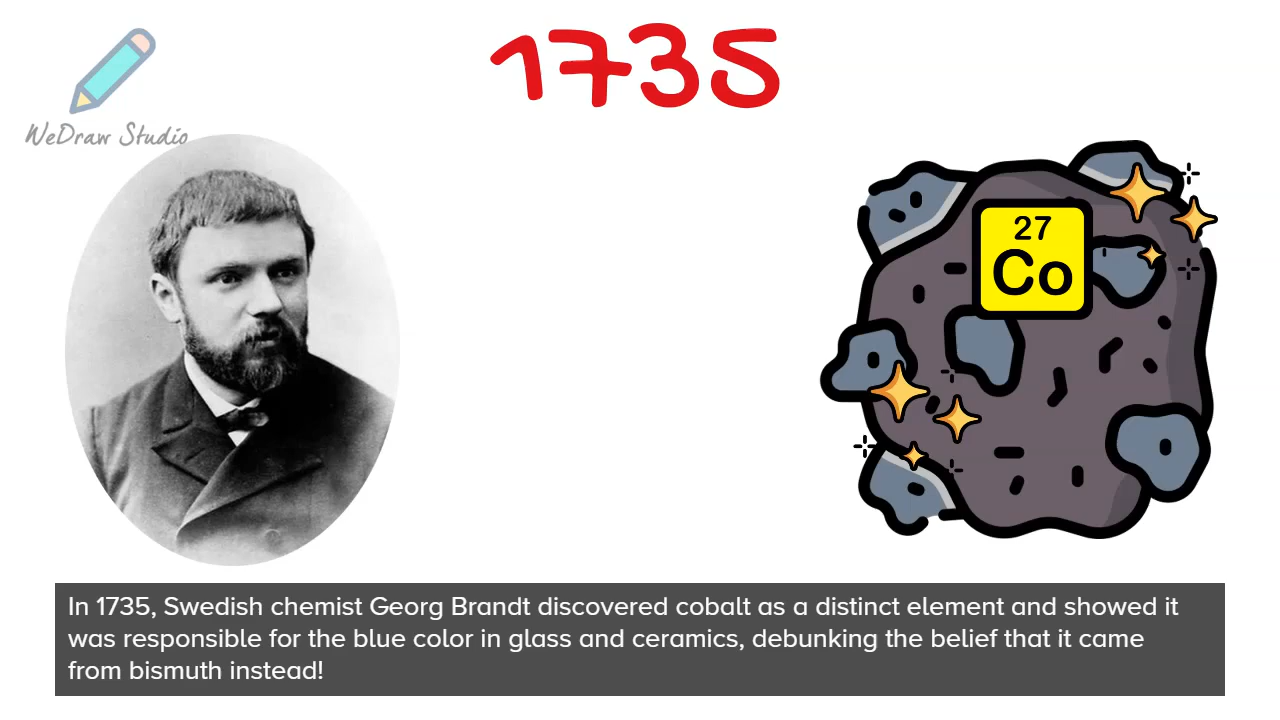 1735
WeDraw Studio
27
Co
In 1735, Swedish chemist Georg Brandt discovered cobalt as a distinct element and showed it
was responsible for the blue color in glass and ceramics, debunking the belief that it came
from bismuth instead!